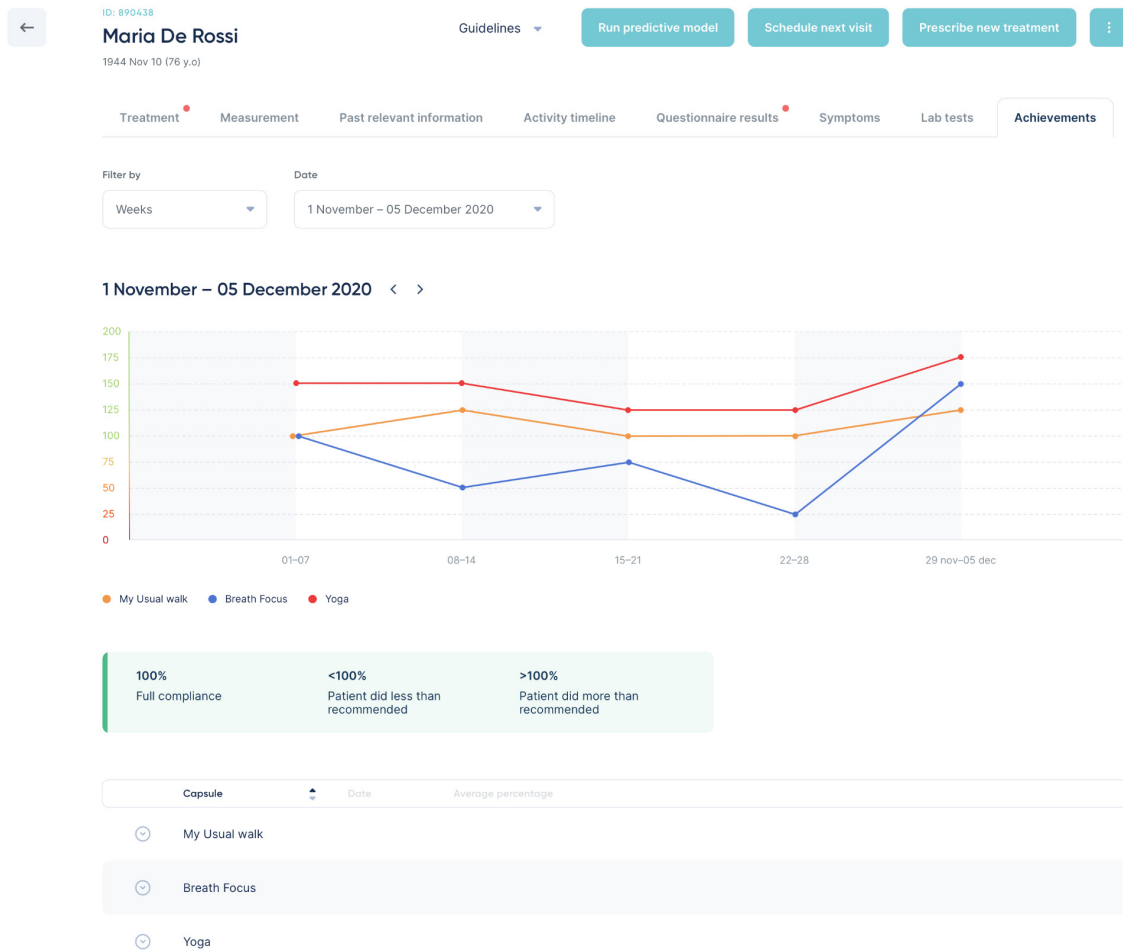 ID: 890438
Maria De Rossi
1944 Nov 10 (76 y.o)
Guidelines
Run predictive model
Schedule next visit
Prescribe new treatment
Treatment
Measurement
Past relevant information
Activity timeline
Questionnaire results
Symptoms
Lab tests
Achievements
Filter by
Date
Weeks
1 November – 05 December 2020
1 November – 05 December 2020
200
175
150
125
100
75
50
25
0
01–07
08–14
15–21
22–28
29 nov–05 dec
My Usual walk
Breath Focus
Yoga
100%
Full compliance
<100%
Patient did less than
recommended
>100%
Patient did more than
recommended
Capsule
Date
Average percentage
My Usual walk
Breath Focus
Yoga